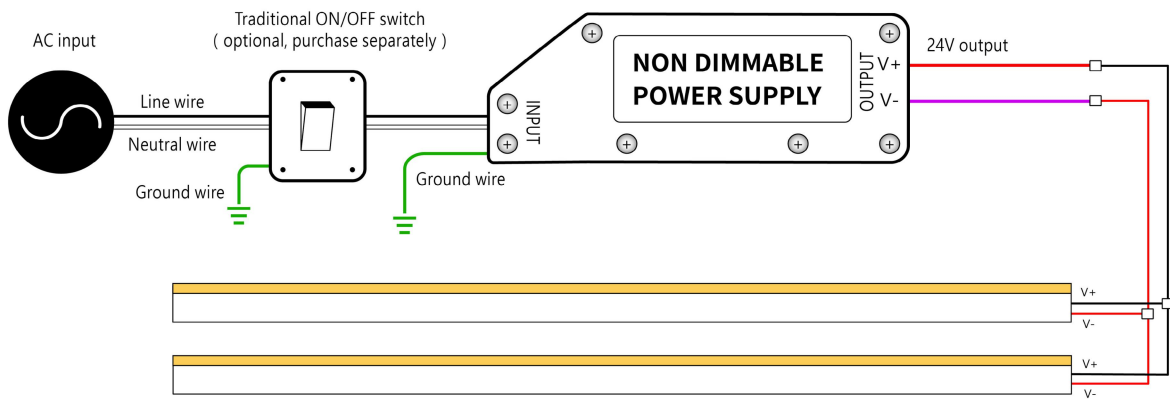 AC input
Traditional ON/OFF switch
( optional, purchase separately )
Line wire
Neutral wire
Ground wire
Ground wire
INPUT
NON DIMMABLE
POWER SUPPLY
OUTPUT
V+
V-
24V output
V+
V-
V+
V-